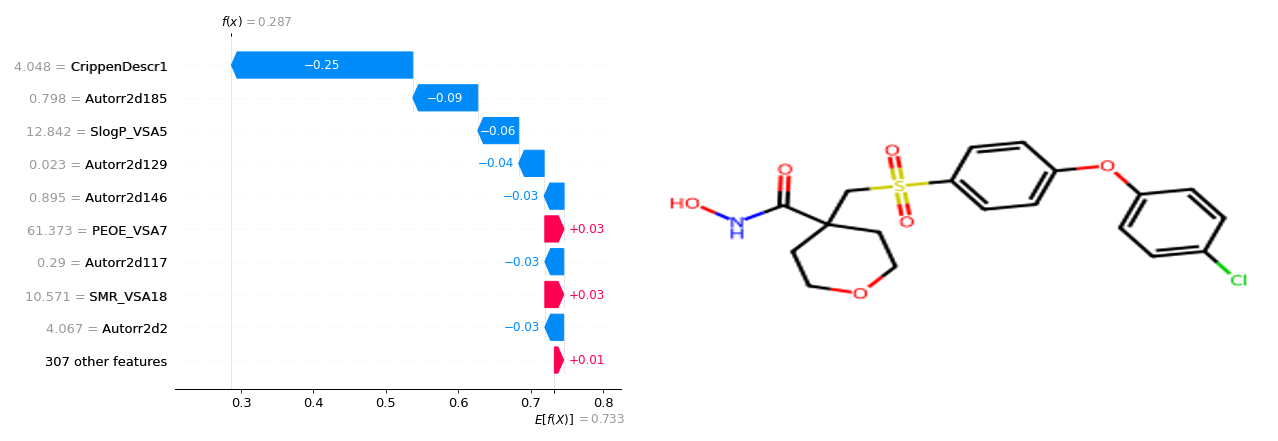 f(x) = 0.287
4.048 = CrippenDescr1
−0.25
0.798 = Autorr2d185
−0.09
12.842 = SlogP_VSA5
−0.06
0.023 = Autorr2d129
−0.04
0.895 = Autorr2d146
−0.03
61.373 = PEOE_VSA7
+0.03
0.29 = Autorr2d117
−0.03
10.571 = SMR_VSA18
+0.03
4.067 = Autorr2d2
−0.03
307 other features
+0.01
0.3 0.4 0.5 0.6 0.7 0.8
E[f(X)] = 0.733
O
O
S
O
O
HO
N
H
O
Cl